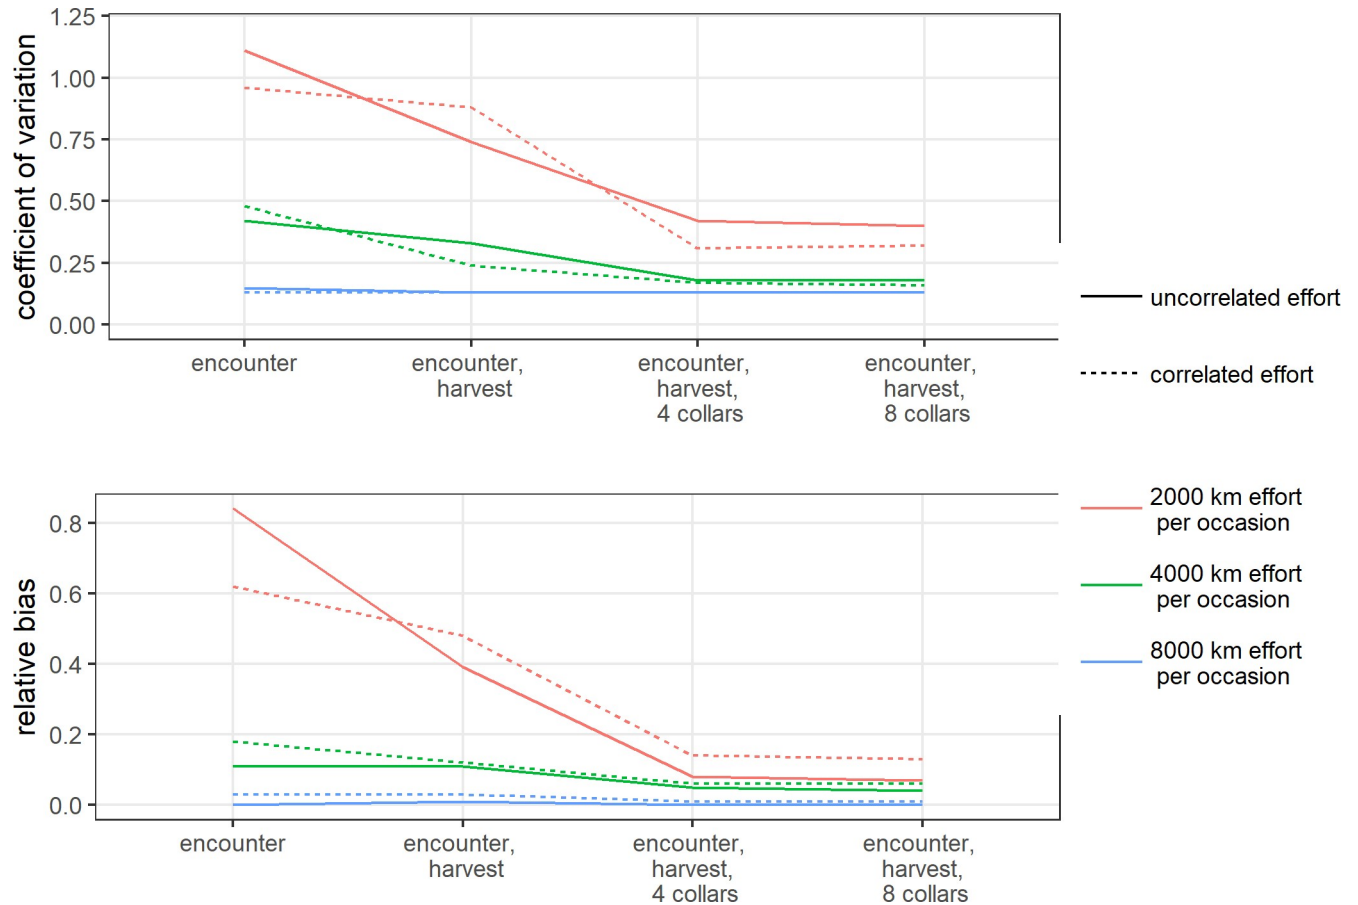 coefficient of variation
1.25
1.00
0.75
0.50
0.25
0.00
encounter
encounter,
harvest
encounter,
harvest,
4 collars
encounter,
harvest,
8 collars
uncorrelated effort
correlated effort
relative bias
0.8
0.6
0.4
0.2
0.0
encounter
encounter,
harvest
encounter,
harvest,
4 collars
encounter,
harvest,
8 collars
2000 km effort
per occasion
4000 km effort
per occasion
8000 km effort
per occasion